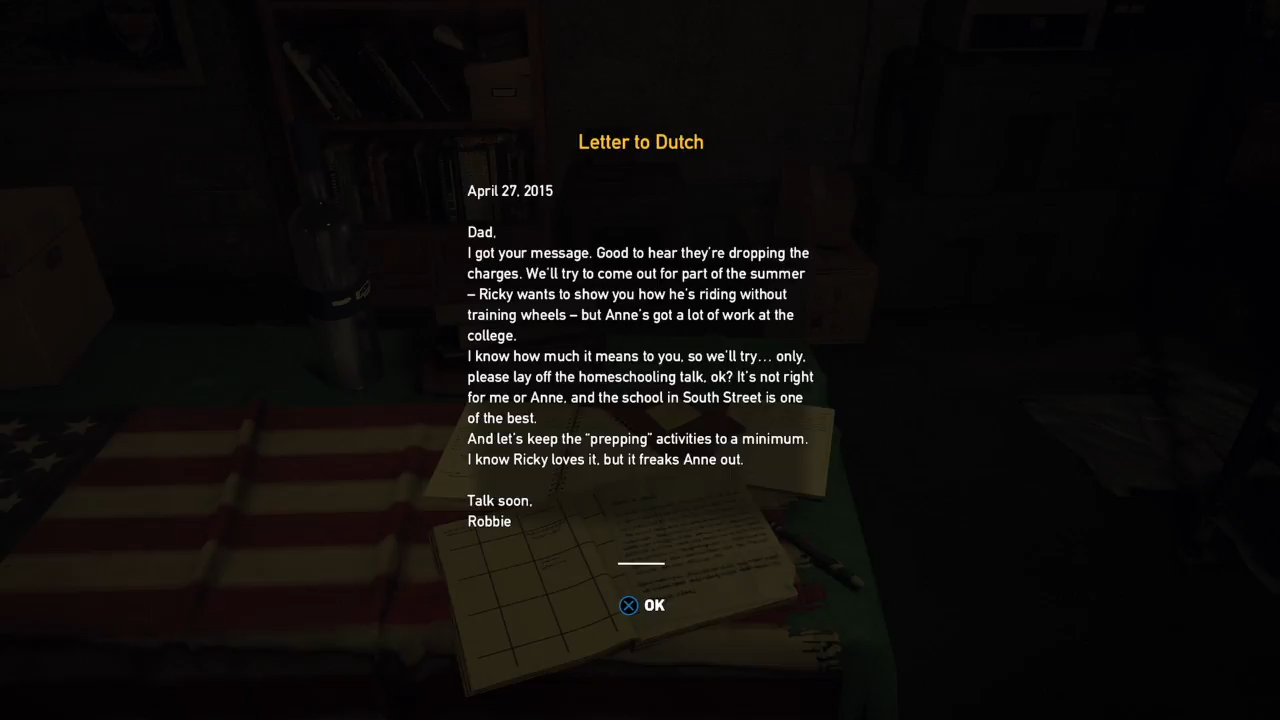 Letter to Dutch
April 27, 2015
Dad,
I got your message. Good to hear they're dropping the
charges. We'll try to come out for part of the summer
– Ricky wants to show you how he's riding without
training wheels – but Anne's got a lot of work at the
college.
I know how much it means to you, so we'll try... only,
please lay off the homeschooling talk, ok? It's not right
for me or Anne, and the school in South Street is one
of the best.
And let's keep the "prepping" activities to a minimum.
I know Ricky loves it, but it freaks Anne out.
Talk soon,
Robbie
OK